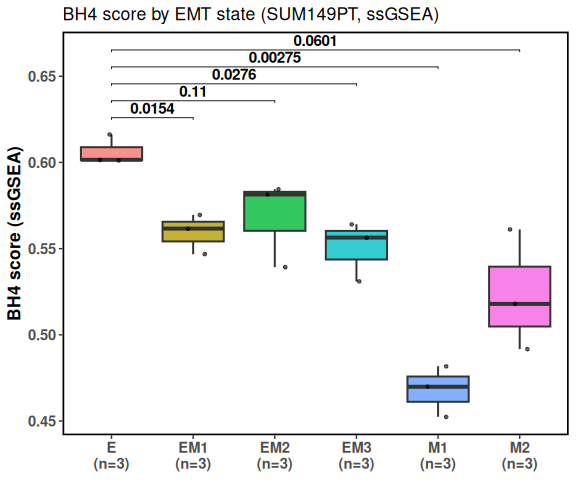 BH4 score by EMT state (SUM149PT, ssGSEA)
0.0601
0.00275
0.0276
0.11
0.0154
BH4 score (ssGSEA)
0.65
0.60
0.55
0.50
0.45
E EM1 EM2 EM3 M1 M2
(n=3) (n=3) (n=3) (n=3) (n=3) (n=3)